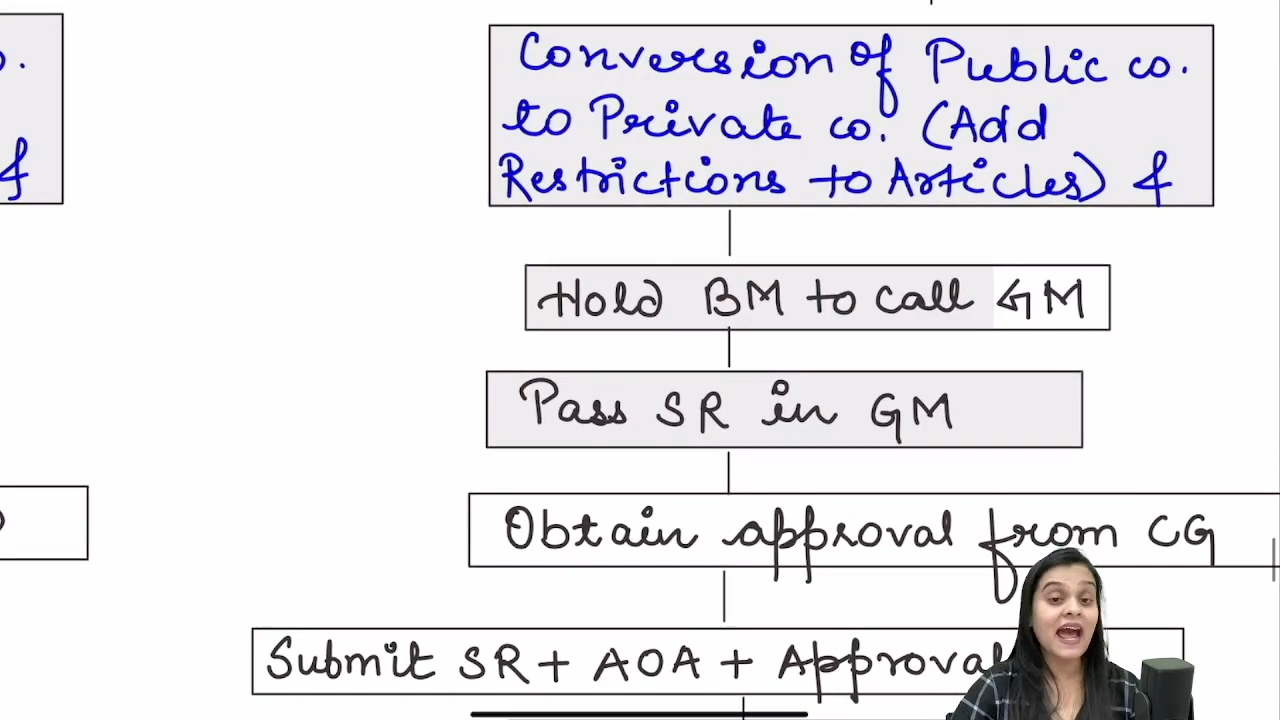 Conversion of Public co.
to Private co. (Add
Restrictions to Articles) &
Hold BM to call GM
Pass SR in GM
Obtain approval from CG
Submit SR + AOA + Approval